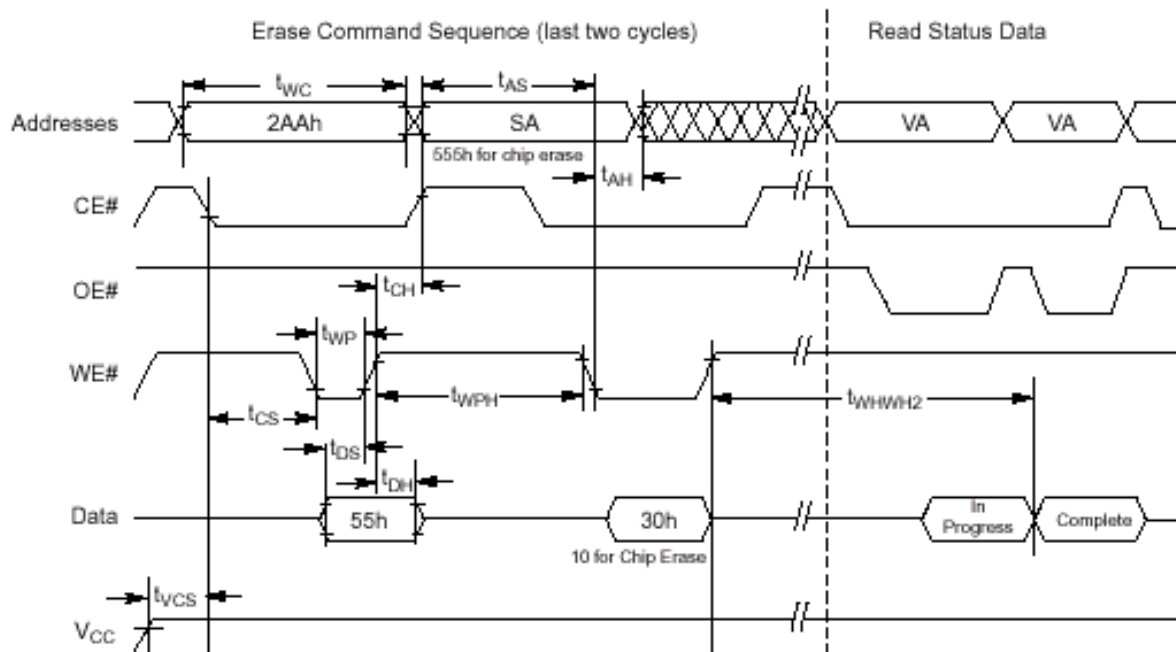 Erase Command Sequence (last two cycles)
Read Status Data
tWC
tAS
Addresses
2AAh
SA
VA
VA
555h for chip erase
tAH
CE#
OE#
tCH
tWP
WE#
tWPH
tWHWH2
tCS
tDS
tDH
Data
55h
30h
In
Progress
Complete
10 for Chip Erase
tVCS
VCC